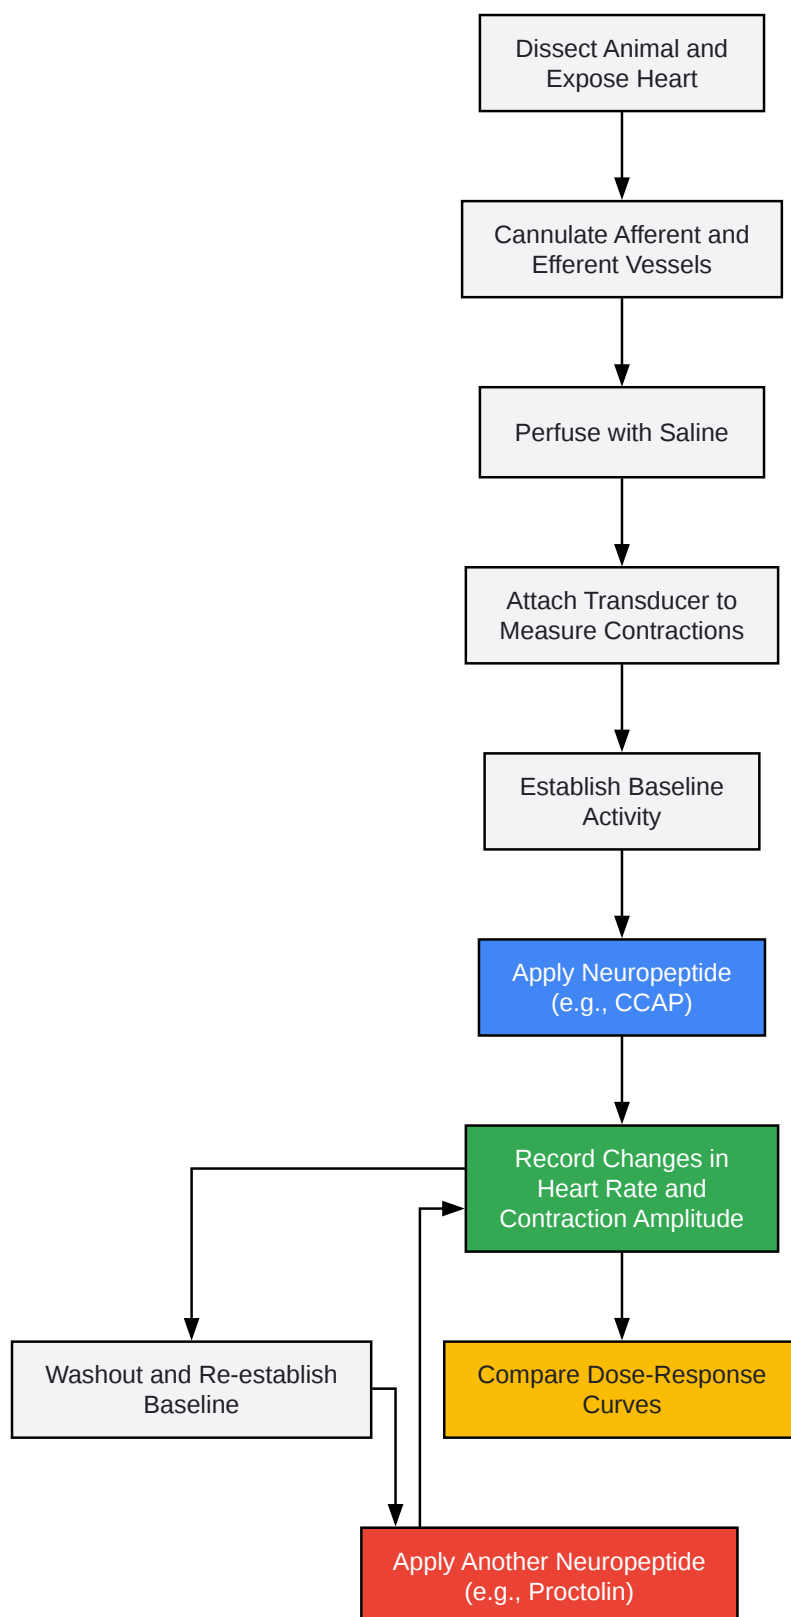 Dissect Animal and
Expose Heart
Cannulate Afferent and
Efferent Vessels
Perfuse with Saline
Attach Transducer to
Measure Contractions
Establish Baseline
Activity
Apply Neuropeptide
(e.g., CCAP)
Record Changes in
Heart Rate and
Contraction Amplitude
Washout and Re-establish
Baseline
Compare Dose-Response
Curves
Apply Another Neuropeptide
(e.g., Proctolin)